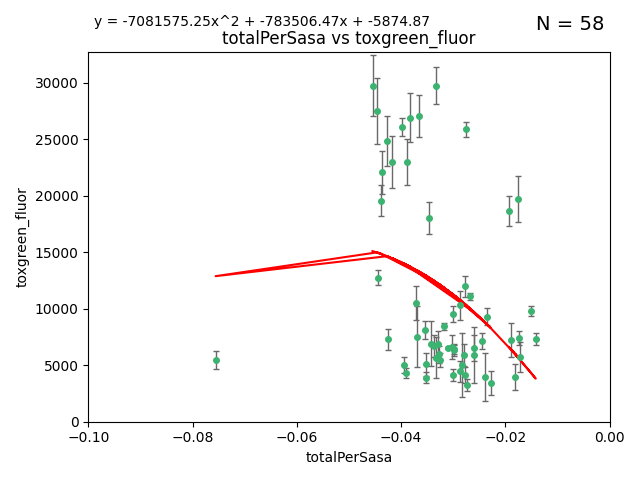 y = -7081575.25x^2 + -783506.47x + -5874.87
N = 58
totalPerSasa vs toxgreen_fluor
toxgreen_fluor
30000
25000
20000
15000
10000
5000
0
−0.10
−0.08
−0.06
−0.04
−0.02
0.00
totalPerSasa